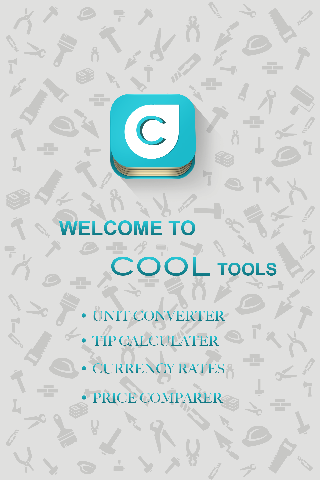 C
WELCOME TO
COOL TOOLS
• UNIT CONVERTER
• TIP CALCULATER
• CURRENCY RATES
• PRICE COMPARER